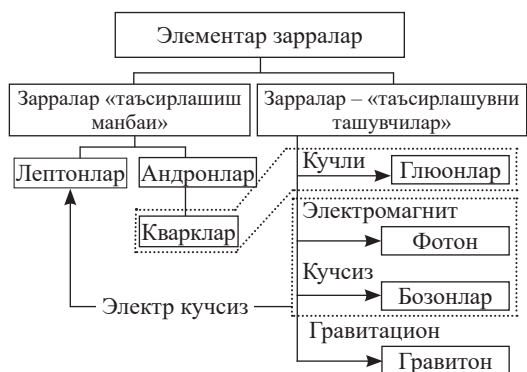 Элементар зарралар
Зарралар «таъсирлашиш
манбаи»
Зарралар – «таъсирлашувни
ташувчилар»
Лептонлар
Андронлар
Кварклар
Кучли
Глюонлар
Электромагнит
Фотон
Кучсиз
Бозонлар
Электр кучсиз
Гравитацион
Гравитон